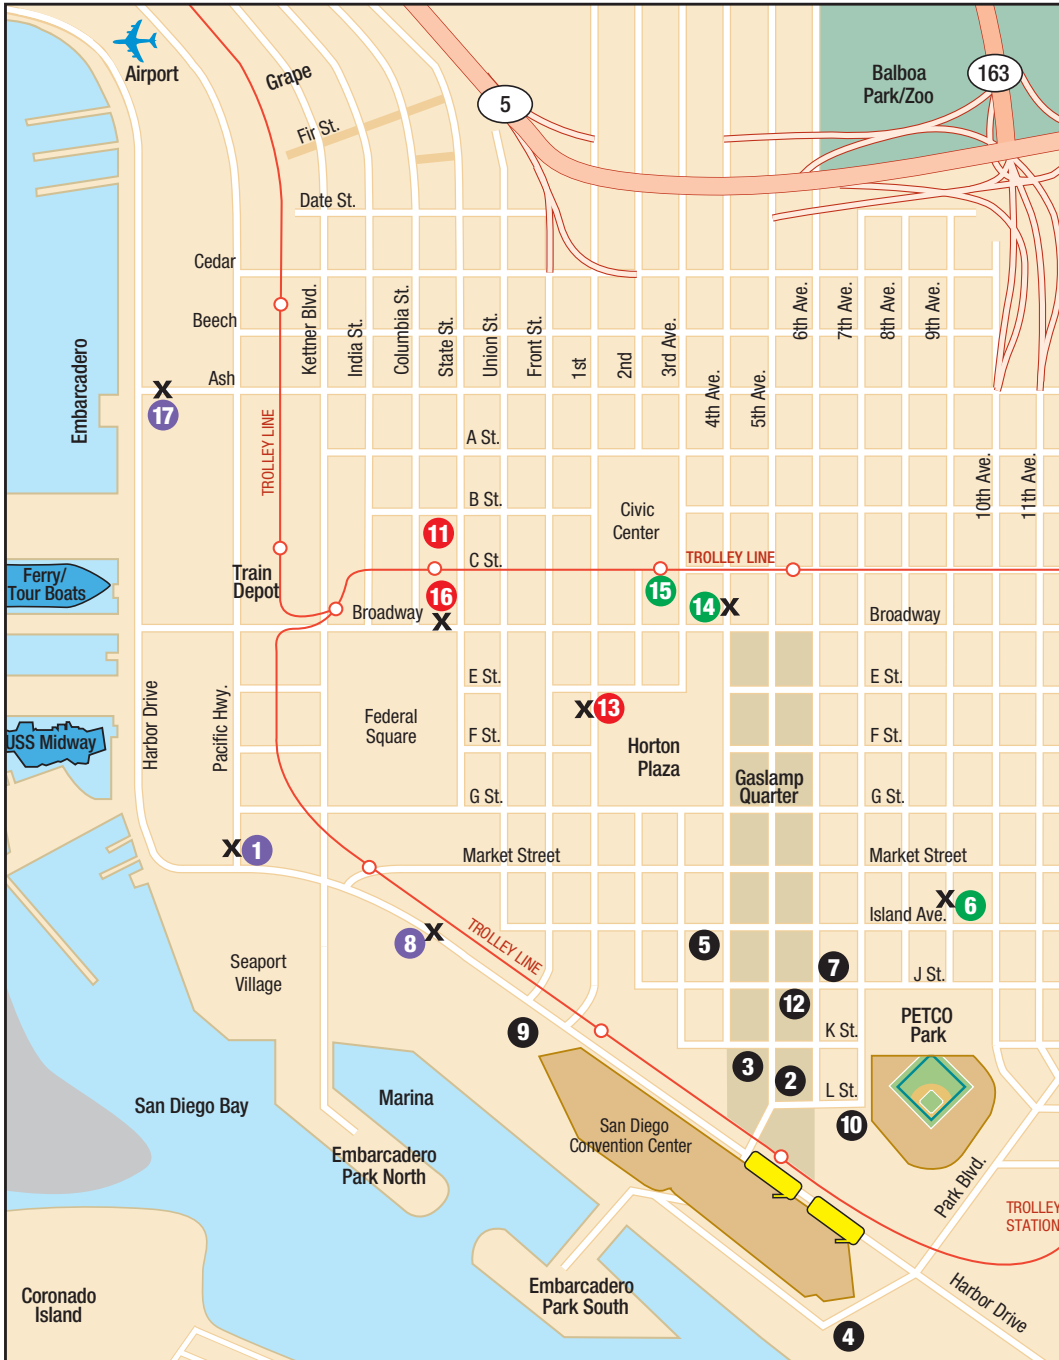 Airport
Grape
Fir St.
5
163
Balboa
Park/Zoo
Date St.
Cedar
Beech
Ash
Kettner Blvd.
India St.
Columbia St.
State St.
Union St.
Front St.
1st
2nd
3rd Ave.
4th Ave.
5th Ave.
6th Ave.
7th Ave.
8th Ave.
9th Ave.
10th Ave.
11th Ave.
Embarcadero
X
17
TROLLEY LINE
A St.
B St.
Civic
Center
11
C St.
TROLLEY LINE
Ferry/
Tour Boats
Train
Depot
16
15
14 X
Broadway
X
Broadway
E St.
E St.
Harbor Drive
Pacific Hwy.
X 13
Federal
Square
F St.
F St.
USS Midway
Horton
Plaza
Gaslamp
Quarter
G St.
G St.
X 1
Market Street
Market Street
X
6
Island Ave.
8 X
TROLLEY LINE
5
7
J St.
Seaport
Village
12
PETCO
Park
K St.
9
3
2
L St.
San Diego Bay
Marina
10
San Diego
Convention Center
Embarcadero
Park North
Park Blvd.
TROLLEY
STATION
Coronado
Island
Embarcadero
Park South
Harbor Drive
4